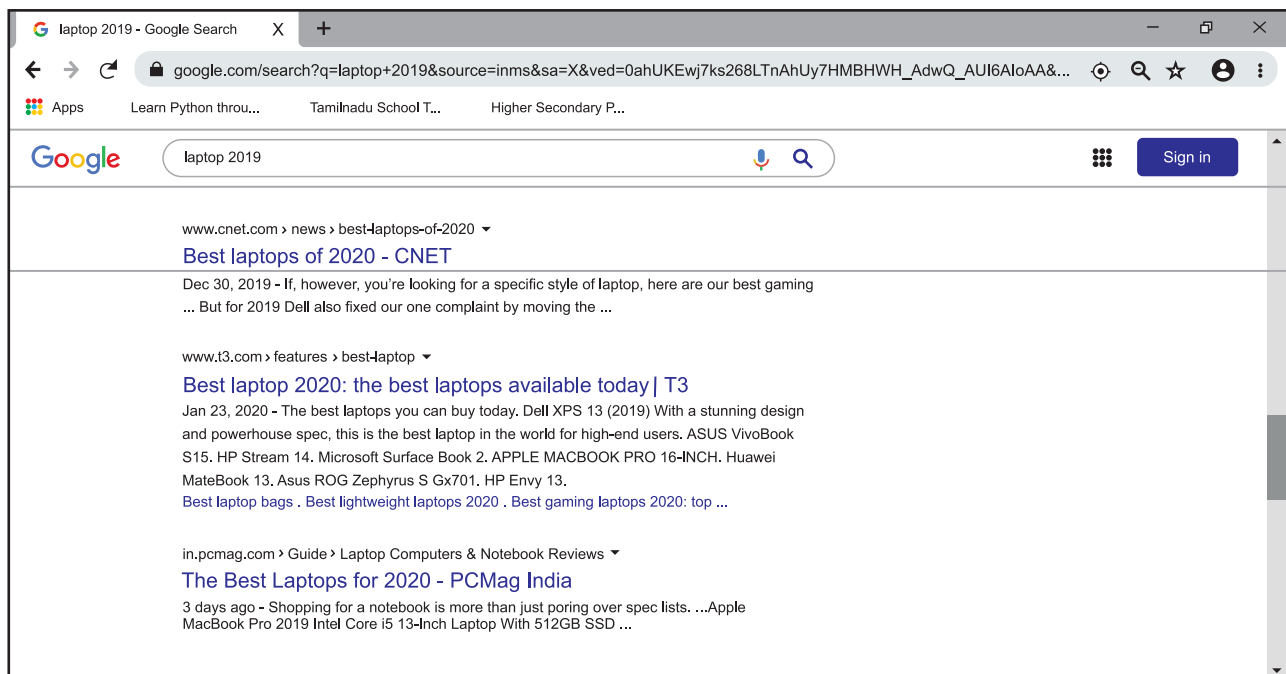 laptop 2019 - Google Search X +
google.com/search?q=laptop+2019&source=inms&sa=X&ved=0ahUKEwj7ks268LTnAhUy7HMBHWH_AdwQ_AUI6AIoAA&...
Apps Learn Python throu... Tamilnadu School T... Higher Secondary P...
Google laptop 2019 Sign in
www.cnet.com › news › best-laptops-of-2020
Best laptops of 2020 - CNET
Dec 30, 2019 - If, however, you're looking for a specific style of laptop, here are our best gaming
... But for 2019 Dell also fixed our one complaint by moving the ...
www.t3.com › features › best-laptop
Best laptop 2020: the best laptops available today | T3
Jan 23, 2020 - The best laptops you can buy today. Dell XPS 13 (2019) With a stunning design
and powerhouse spec, this is the best laptop in the world for high-end users. ASUS VivoBook
S15. HP Stream 14. Microsoft Surface Book 2. APPLE MACBOOK PRO 16-INCH. Huawei
MateBook 13. Asus ROG Zephyrus S Gx701. HP Envy 13.
Best laptop bags . Best lightweight laptops 2020 . Best gaming laptops 2020: top ...
in.pcmag.com › Guide › Laptop Computers & Notebook Reviews
The Best Laptops for 2020 - PCMag India
3 days ago - Shopping for a notebook is more than just poring over spec lists. ...Apple
MacBook Pro 2019 Intel Core i5 13-Inch Laptop With 512GB SSD ...